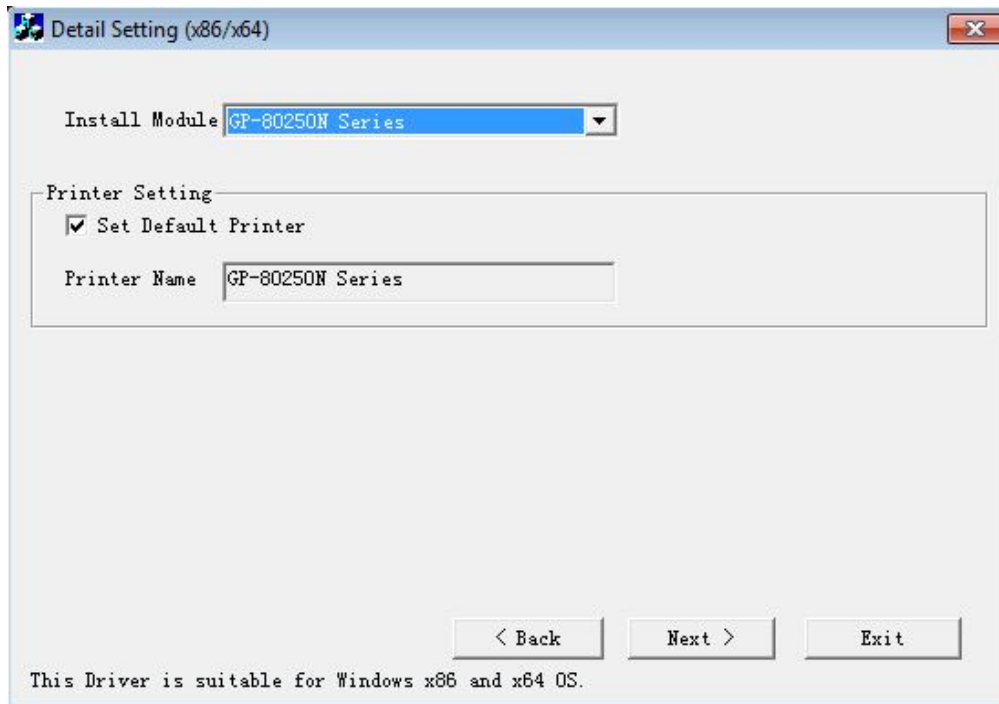 Detail Setting (x86/x64)
Install Module GP-80250N Series
Printer Setting
Set Default Printer
Printer Name GP-80250N Series
< Back Next > Exit
This Driver is suitable for Windows x86 and x64 OS.